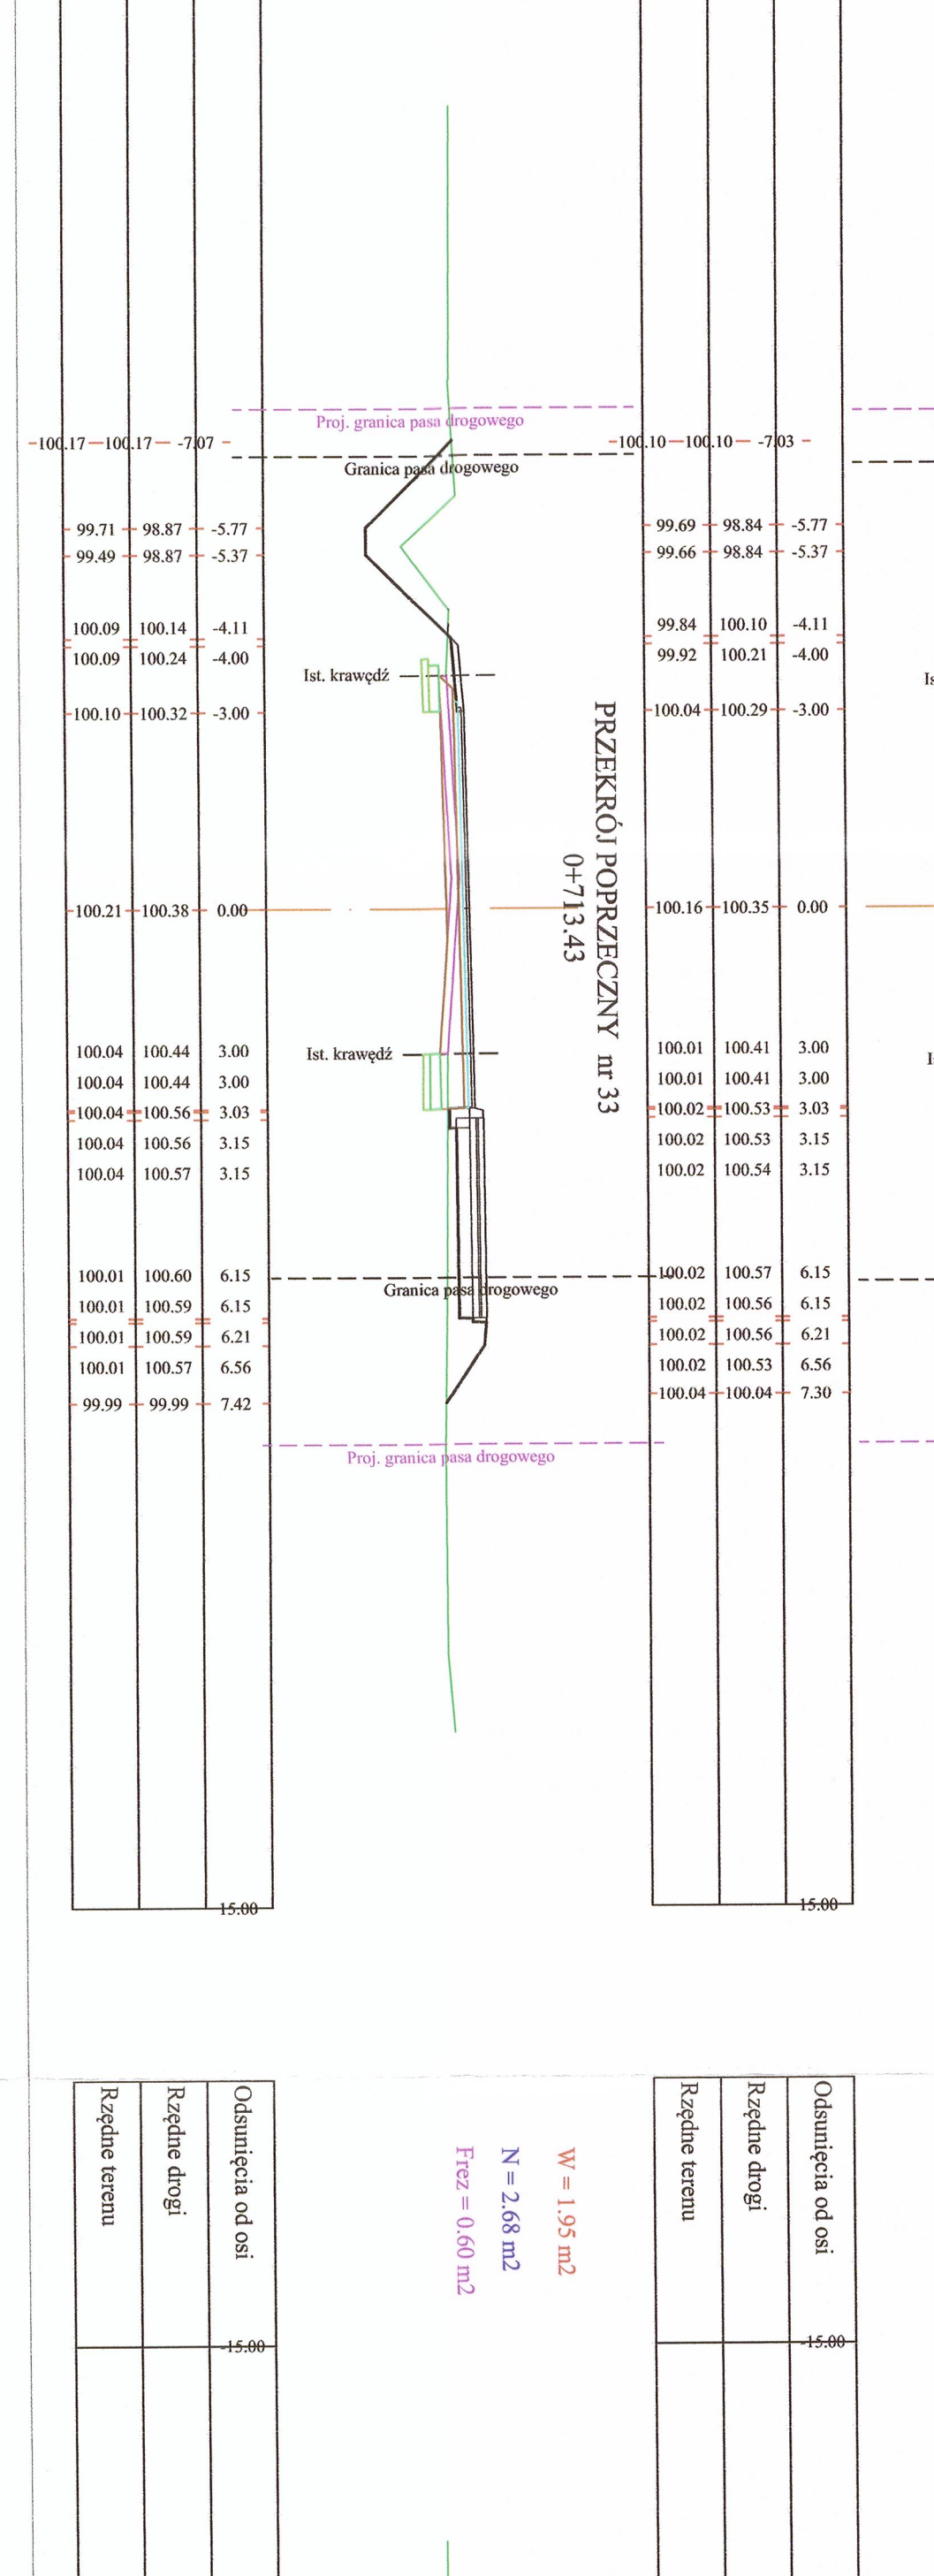 Proj. granica pasa drogowego
100.17 100.17 -7.07
Granica pasa drogowego
99.71 98.87 -5.77
99.49 98.87 -5.37
100.09 100.14 -4.11
100.09 100.24 -4.00
Ist. krawędź
100.10 100.32 -3.00
100.21 100.38 0.00
100.04 100.44 3.00
Ist. krawędź
100.04 100.44 3.00
100.04 100.56 3.03
100.04 100.56 3.15
100.04 100.57 3.15
100.01 100.60 6.15
Granica pasa drogowego
100.01 100.59 6.15
100.01 100.59 6.21
100.01 100.57 6.56
99.99 99.99 7.42
Proj. granica pasa drogowego
15.00
PRZEKRÓJ POPRZECZNY nr 33
0+713.43
100.10 100.10 -7.03
99.69 98.84 -5.77
99.66 98.84 -5.37
99.84 100.10 -4.11
99.92 100.21 -4.00
100.04 100.29 -3.00
100.16 100.35 0.00
100.01 100.41 3.00
100.01 100.41 3.00
100.02 100.53 3.03
100.02 100.53 3.15
100.02 100.54 3.15
100.02 100.57 6.15
100.02 100.56 6.15
100.02 100.56 6.21
100.02 100.53 6.56
100.04 100.04 7.30
15.00
Odsunięcia od osi
Rzędne drogi
Rzędne terenu
-15.00
W = 1.95 m2
N = 2.68 m2
Frez = 0.60 m2
Odsunięcia od osi
Rzędne drogi
Rzędne terenu
-15.00